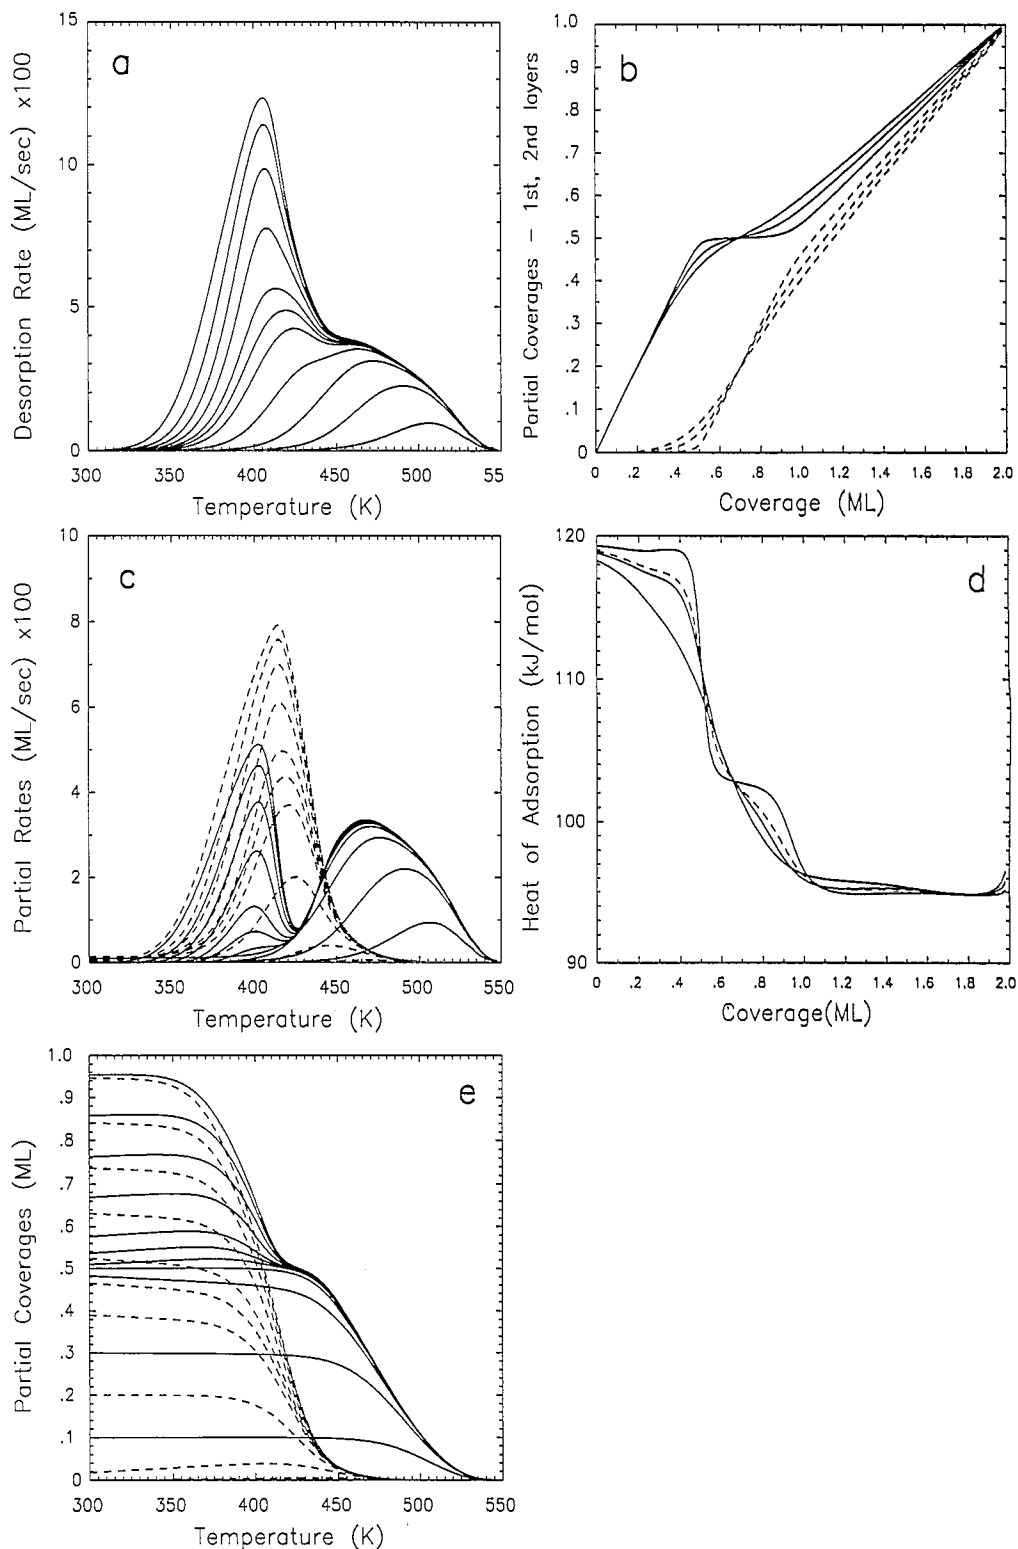 a
15
10
5
0
Desorption Rate (ML/sec) x100
300 350 400 450 500 55
Temperature (K)
b
1.0
.9
.8
.7
.6
.5
.4
.3
.2
.1
0
Partial Coverages – 1st, 2nd layers
0 .2 .4 .6 .8 1.0 1.2 1.4 1.6 1.8 2.0
Coverage (ML)
c
10
8
6
4
2
0
Partial Rates (ML/sec) x100
300 350 400 450 500 550
Temperature (K)
d
120
110
100
90
Heat of Adsorption (kJ/mol)
0 .2 .4 .6 .8 1.0 1.2 1.4 1.6 1.8 2.0
Coverage(ML)
e
1.0
.9
.8
.7
.6
.5
.4
.3
.2
.1
0
Partial Coverages (ML)
300 350 400 450 500 550
Temperature (K)